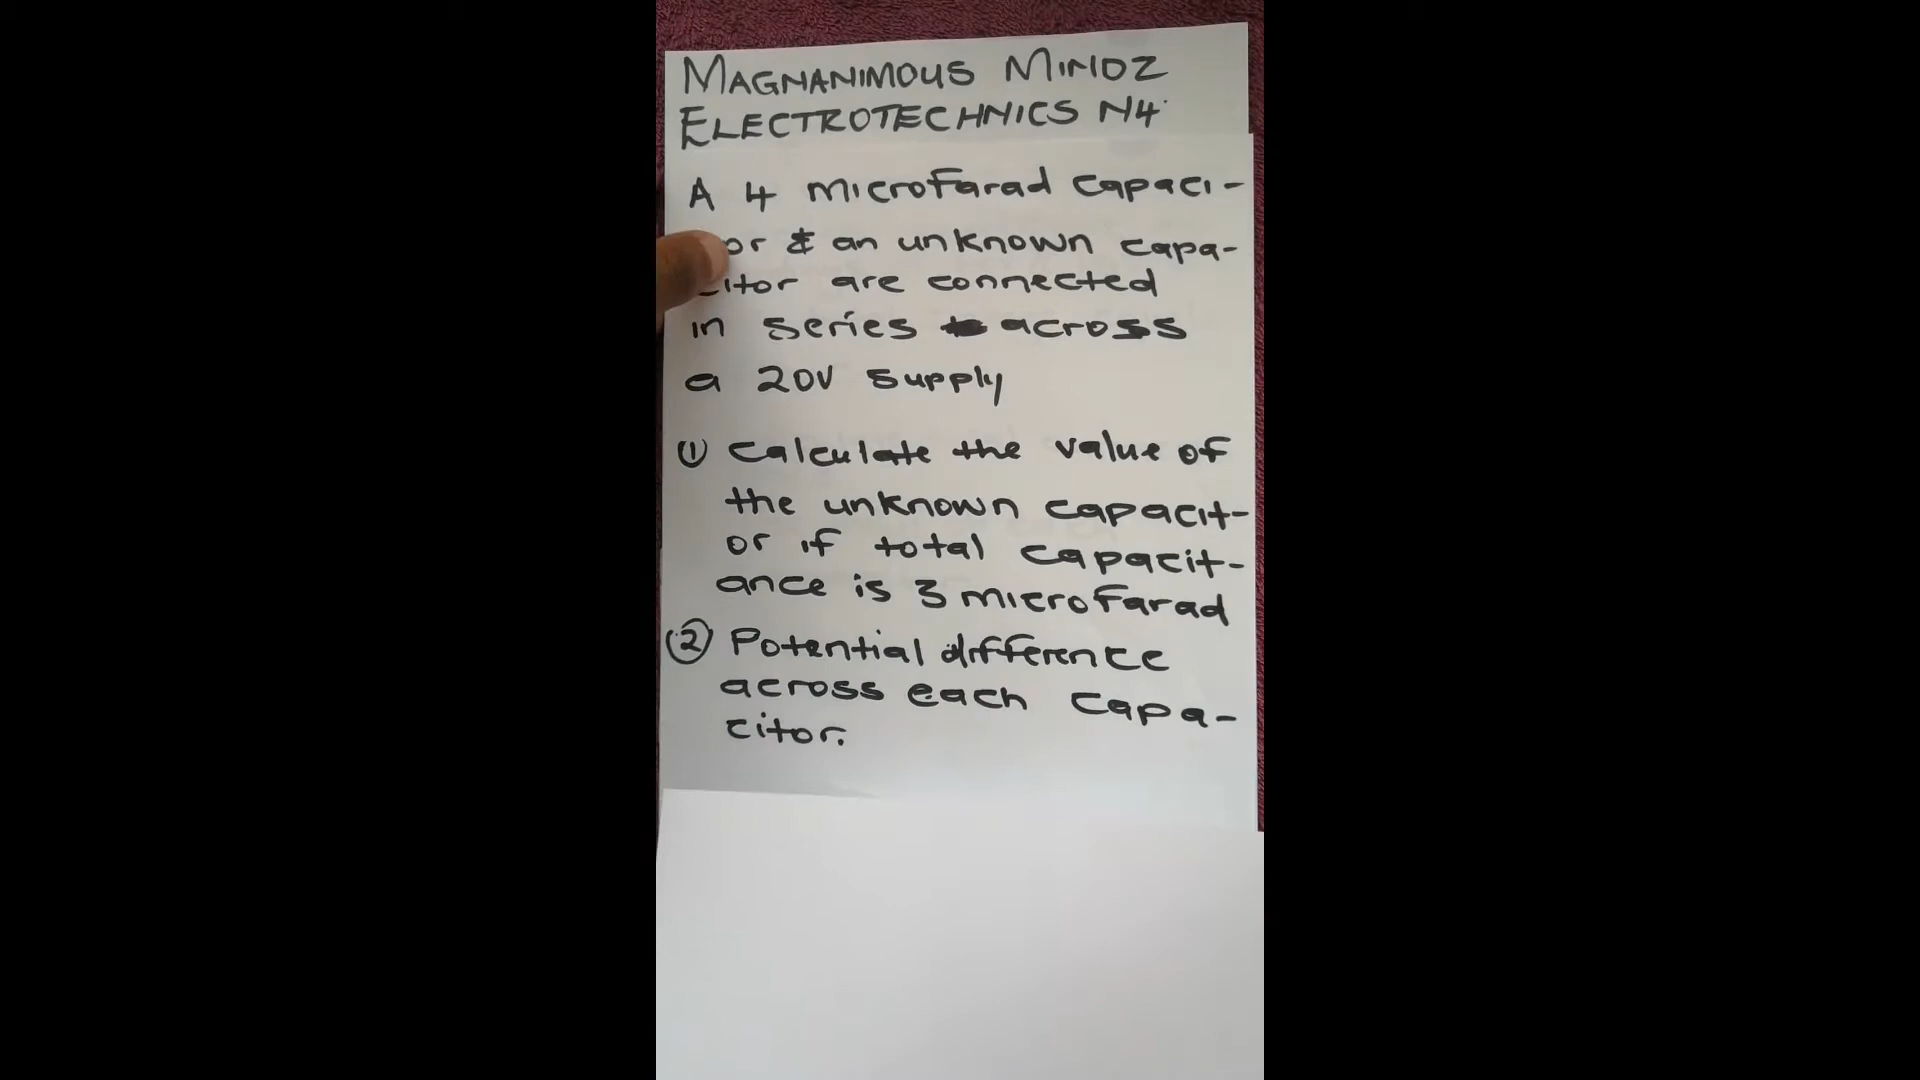 MAGNANIMOUS MINDZ
ELECTROTECHNICS N4
A 4 microfarad capaci-
or & an unknown capa-
citor are connected
in series across
a 20V supply
① Calculate the value of
the unknown capacit-
or if total capacit-
ance is 3 microfarad
② Potential difference
across each capa-
citor.